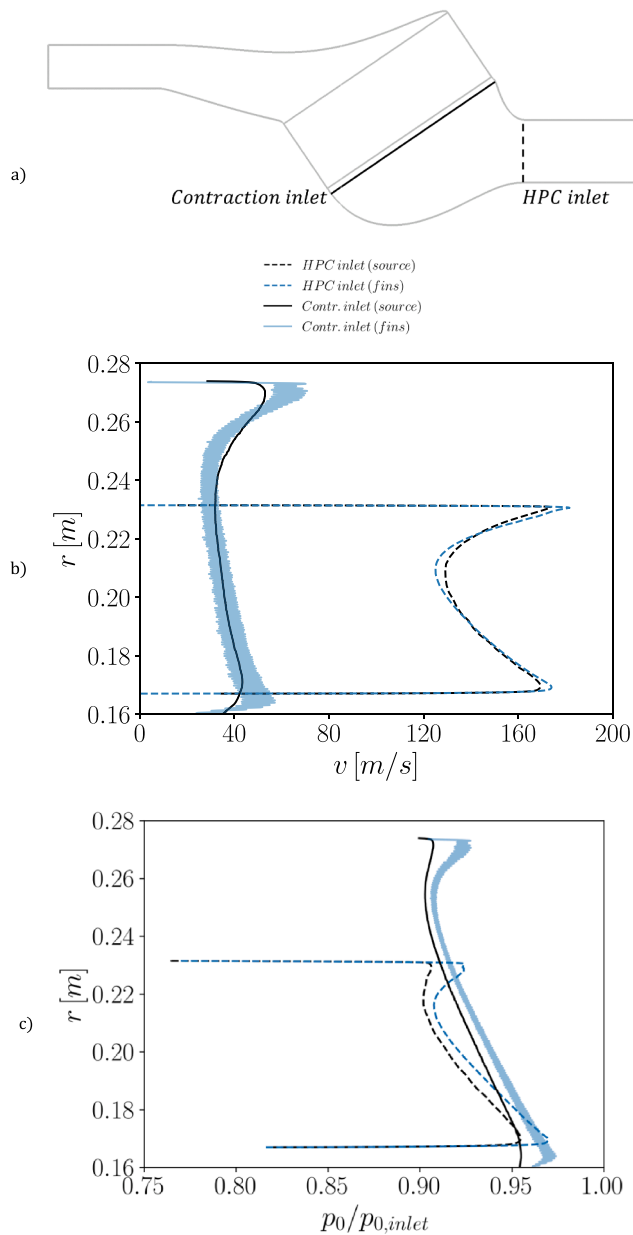 a)
Contraction inlet
HPC inlet
HPC inlet (source)
HPC inlet (fins)
Contr. inlet (source)
Contr. inlet (fins)
b)
0.28
0.26
0.24
0.22
0.20
0.18
0.16
r [m]
0 40 80 120 160 200
v [m/s]
c)
0.28
0.26
0.24
0.22
0.20
0.18
0.16
r [m]
0.75 0.80 0.85 0.90 0.95 1.00
p₀/p₀,inlet